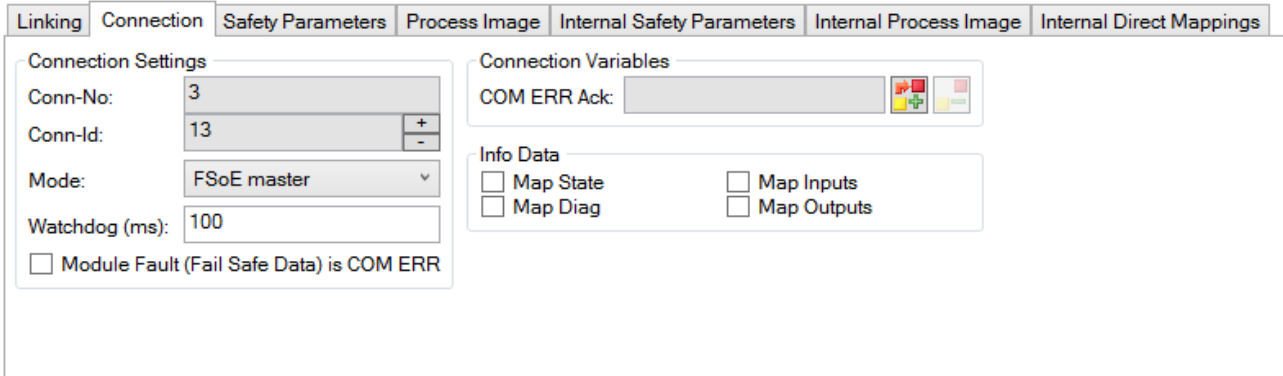 Linking Connection Safety Parameters Process Image Internal Safety Parameters Internal Process Image Internal Direct Mappings
Connection Settings
Conn-No: 3
Conn-Id: 13 + -
Mode: FSoE master
Watchdog (ms): 100
Module Fault (Fail Safe Data) is COM ERR
Connection Variables
COM ERR Ack:
Info Data
Map State Map Inputs
Map Diag Map Outputs